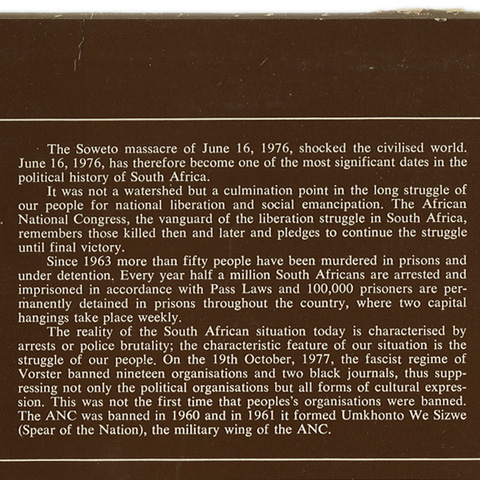 The Soweto massacre of June 16, 1976, shocked the civilised world.
June 16, 1976, has therefore become one of the most significant dates in the
political history of South Africa.
It was not a watershed but a culmination point in the long struggle of
our people for national liberation and social emancipation. The African
National Congress, the vanguard of the liberation struggle in South Africa,
remembers those killed then and later and pledges to continue the struggle
until final victory.
Since 1963 more than fifty people have been murdered in prisons and
under detention. Every year half a million South Africans are arrested and
imprisoned in accordance with Pass Laws and 100,000 prisoners are per-
manently detained in prisons throughout the country, where two capital
hangings take place weekly.
The reality of the South African situation today is characterised by
arrests or police brutality; the characteristic feature of our situation is the
struggle of our people. On the 19th October, 1977, the fascist regime of
Vorster banned nineteen organisations and two black journals, thus supp-
ressing not only the political organisations but all forms of cultural expres-
sion. This was not the first time that peoples's organisations were banned.
The ANC was banned in 1960 and in 1961 it formed Umkhonto We Sizwe
(Spear of the Nation), the military wing of the ANC.